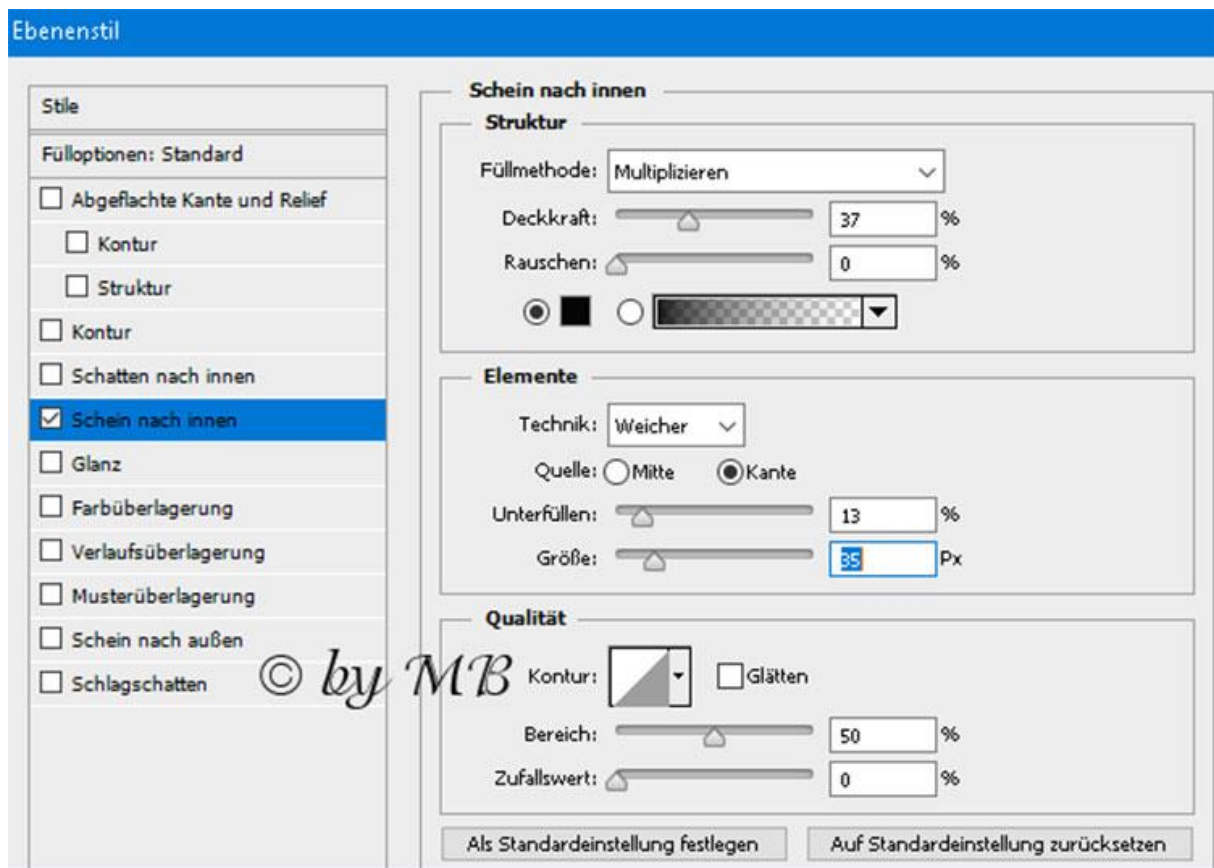 Ebenenstil
Stile
Fülloptionen: Standard
Abgeflachte Kante und Relief
Kontur
Struktur
Kontur
Schatten nach innen
Schein nach innen
Glanz
Farbüberlagerung
Verlaufsüberlagerung
Musterüberlagerung
Schein nach außen
Schlagschatten
© by MB
Schein nach innen
Struktur
Füllmethode: Multiplizieren
Deckkraft: 37 %
Rauschen: 0 %
Elemente
Technik: Weicher
Quelle: Mitte Kante
Unterfüllen: 13 %
Größe: 35 Px
Qualität
Kontur: Glätten
Bereich: 50 %
Zufallswert: 0 %
Als Standardeinstellung festlegen Auf Standardeinstellung zurücksetzen